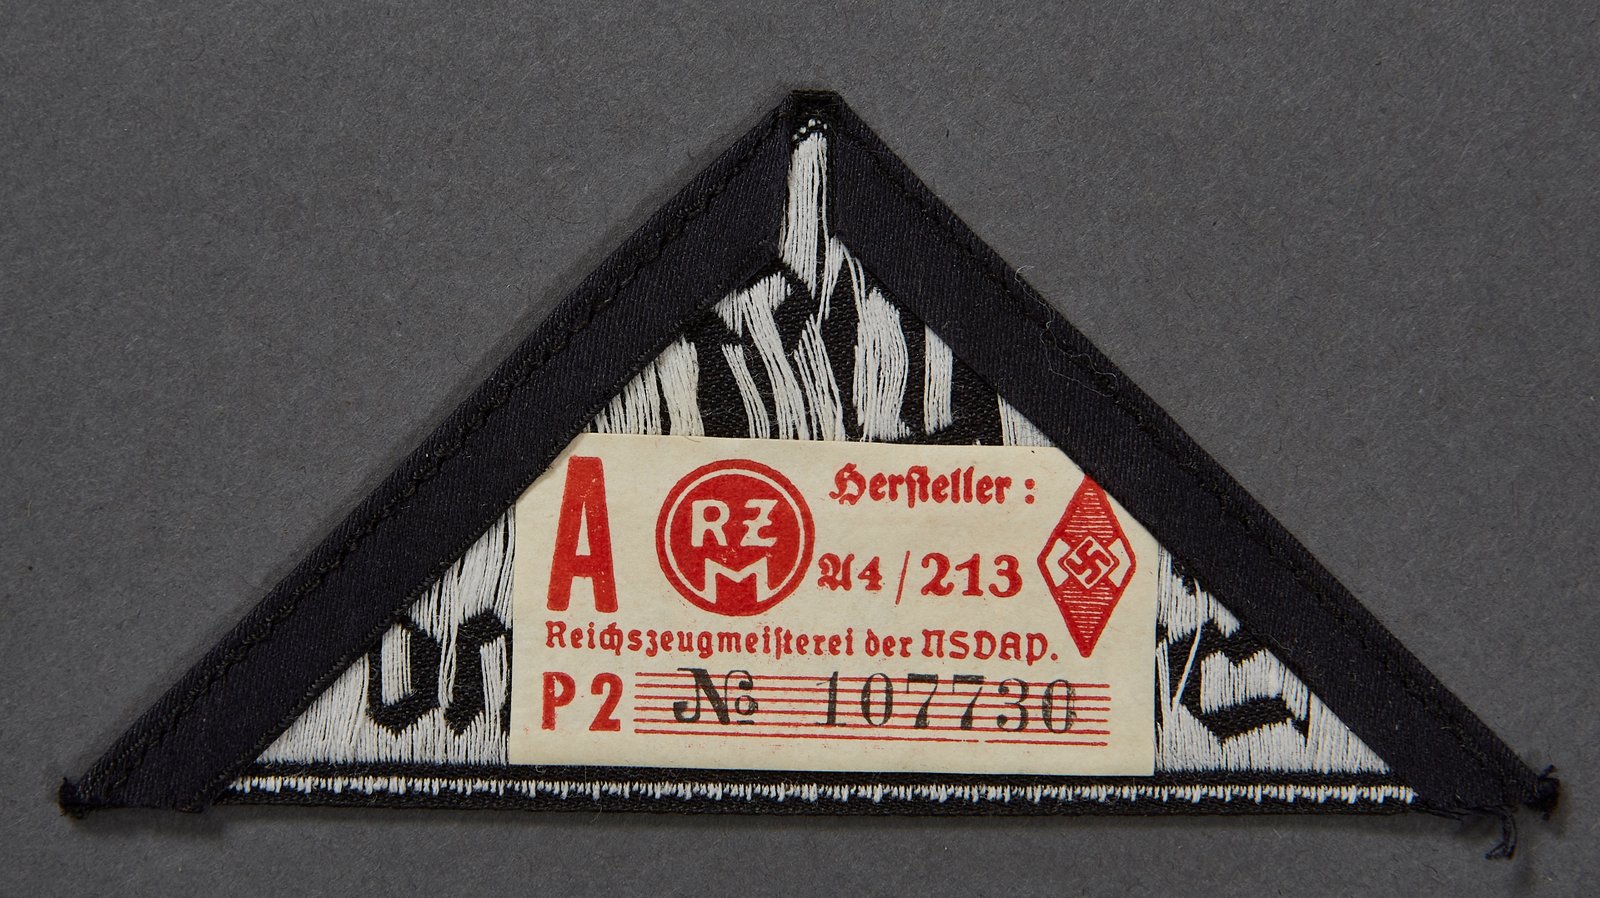 A
RZM
Hersteller:
A4/213
Reichszeugmeisterei der NSDAP.
P2 № 107730